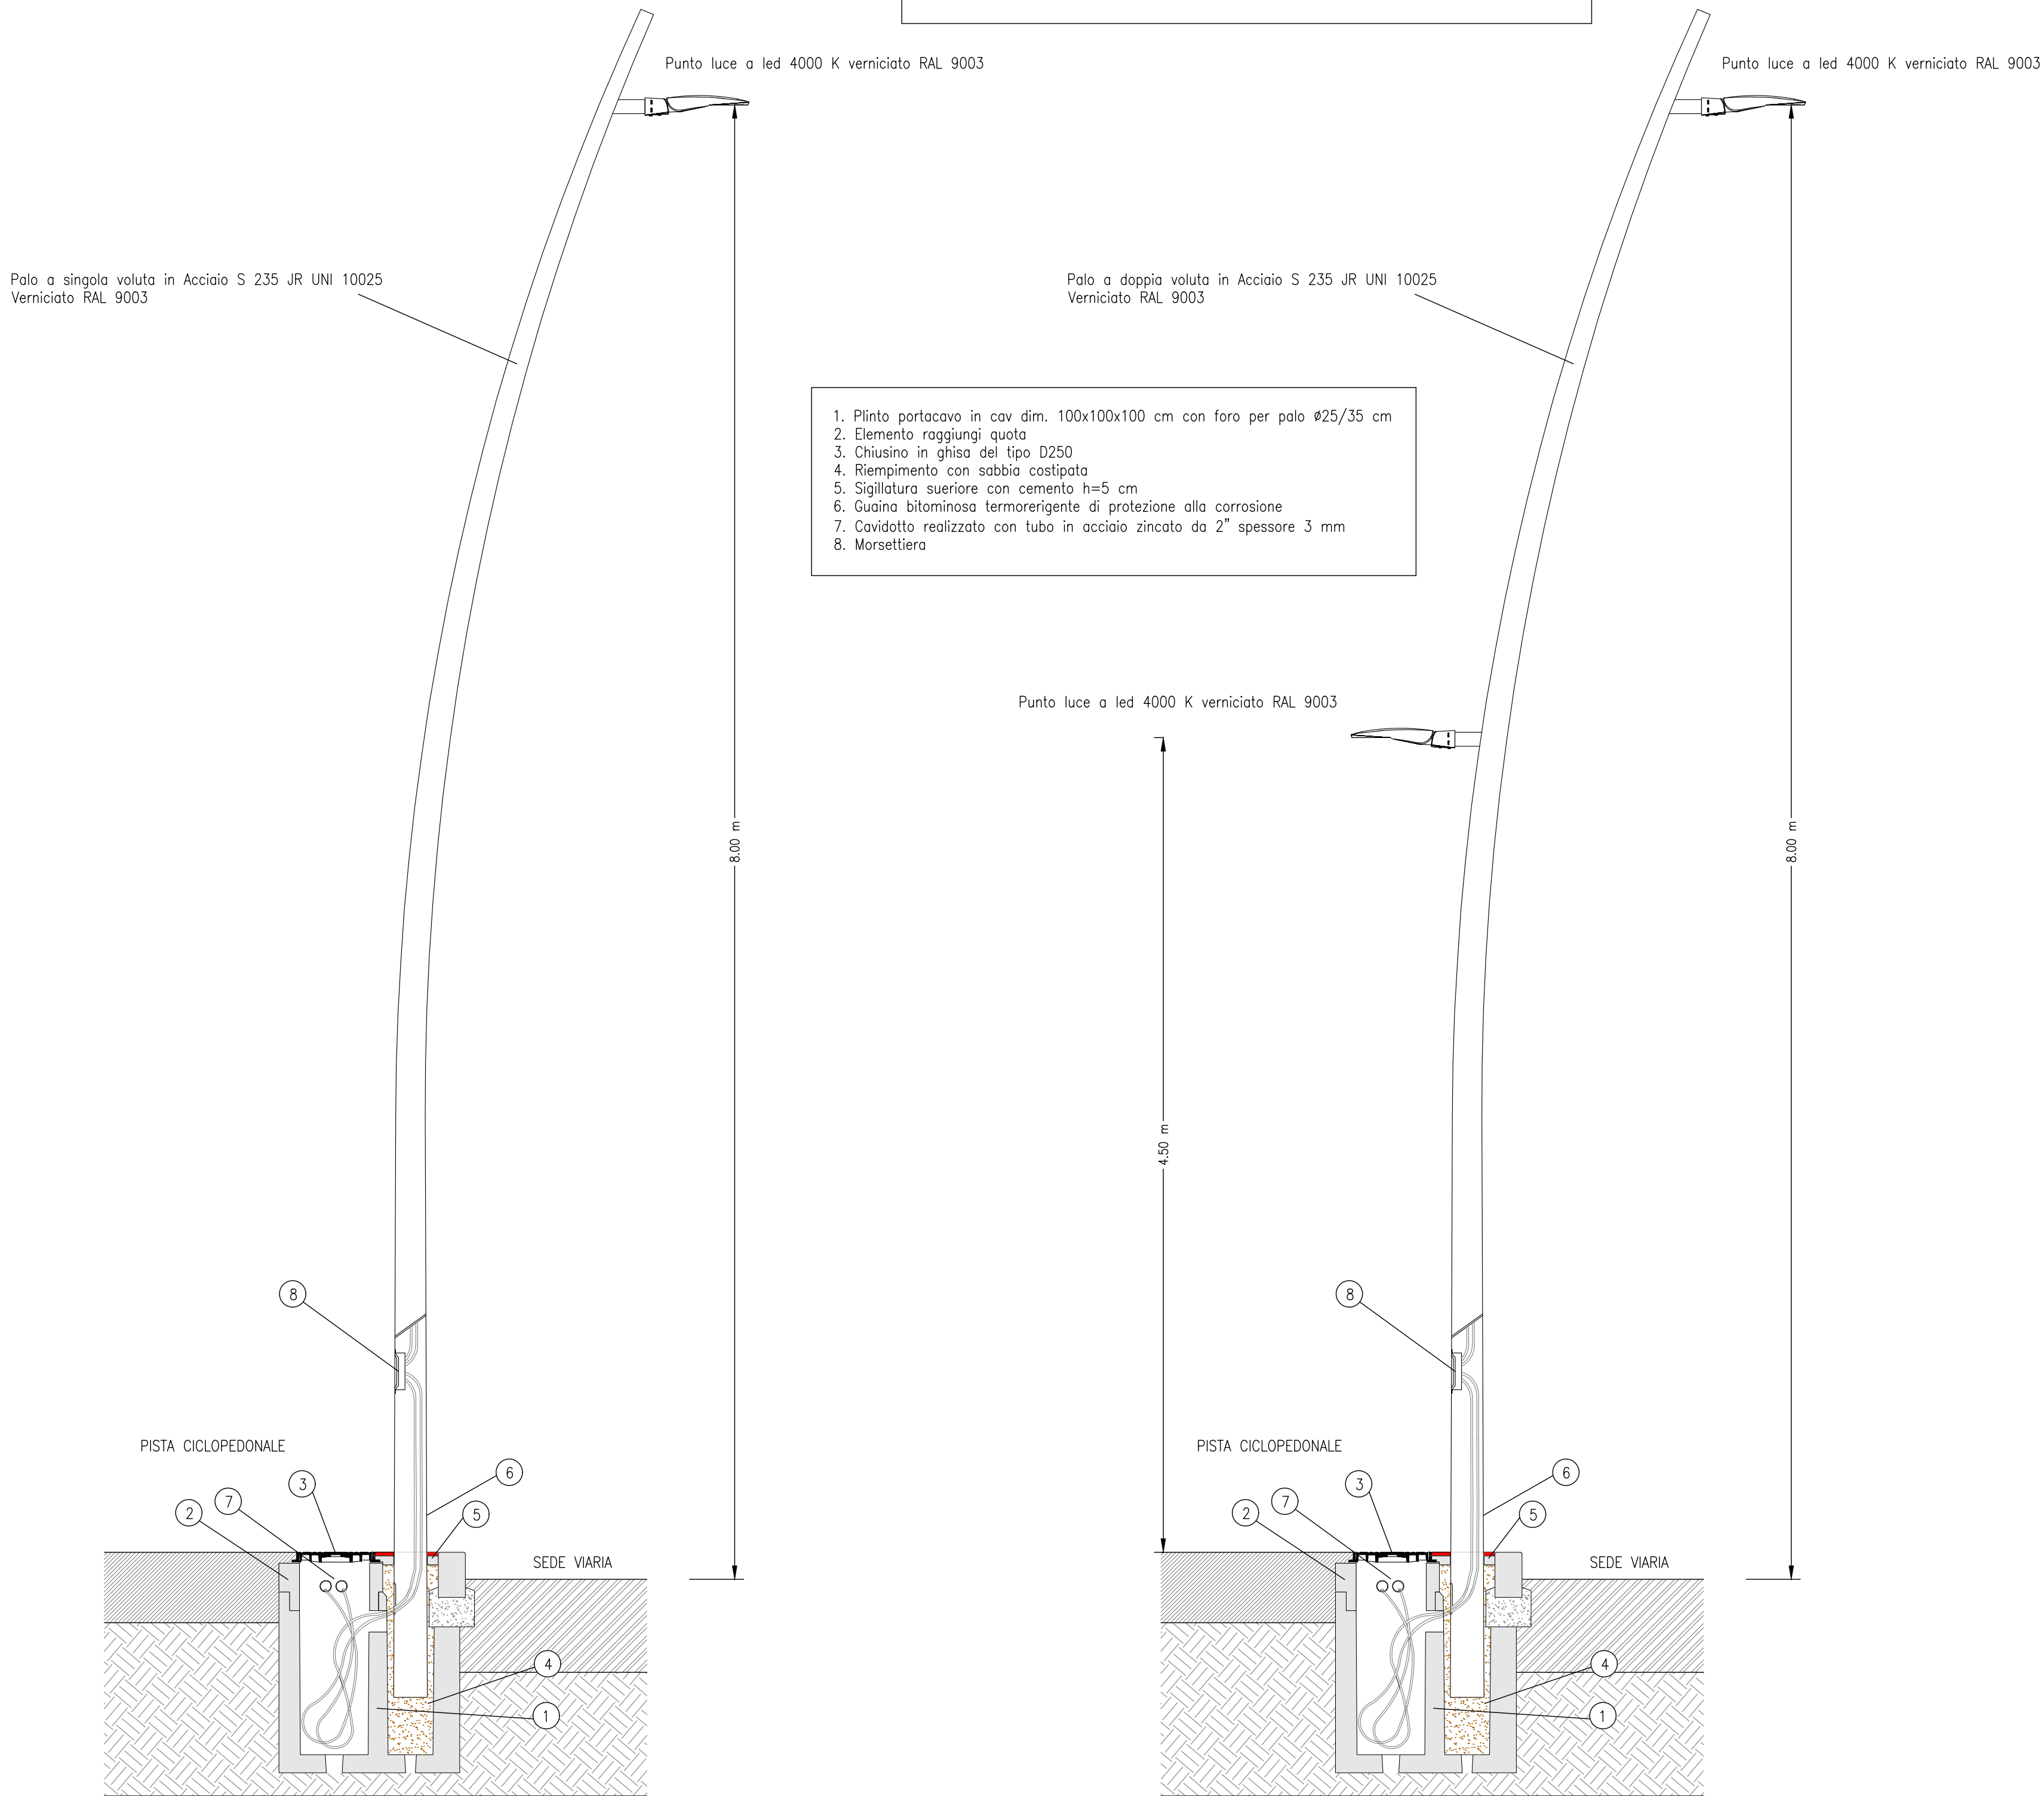 Punto luce a led 4000 K verniciato RAL 9003
Punto luce a led 4000 K verniciato RAL 9003
Palo a singola voluta in Acciaio S 235 JR UNI 10025
Verniciato RAL 9003
Palo a doppia voluta in Acciaio S 235 JR UNI 10025
Verniciato RAL 9003
1. Plinto portacavo in cav dim. 100x100x100 cm con foro per palo ø25/35 cm
2. Elemento raggiungi quota
3. Chiusino in ghisa del tipo D250
4. Riempimento con sabbia costipata
5. Sigillatura sueriore con cemento h=5 cm
6. Guaina bitominosa termorerigente di protezione alla corrosione
7. Cavidotto realizzato con tubo in acciaio zincato da 2” spessore 3 mm
8. Morsettiera
Punto luce a led 4000 K verniciato RAL 9003
8.00 m
8.00 m
4.50 m
8
8
PISTA CICLOPEDONALE
PISTA CICLOPEDONALE
6
3
7
2
5
6
3
7
2
5
SEDE VIARIA
SEDE VIARIA
4
1
4
1